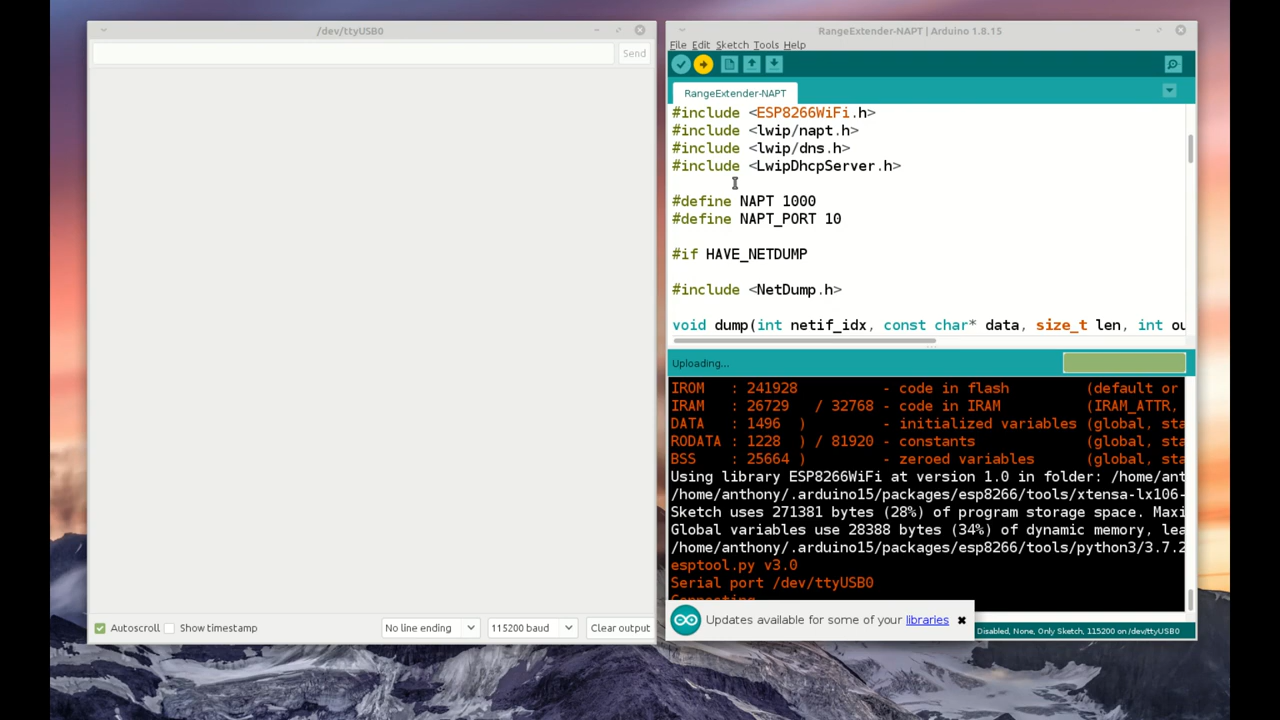 /dev/ttyUSB0
Send
Autoscroll
Show timestamp
No line ending
115200 baud
Clear output
RangeExtender-NAPT | Arduino 1.8.15
File Edit Sketch Tools Help
RangeExtender-NAPT
#include <ESP8266WiFi.h>
#include <lwip/napt.h>
#include <lwip/dns.h>
#include <LwipDhcpServer.h>
#define NAPT 1000
#define NAPT_PORT 10
#if HAVE_NETDUMP
#include <NetDump.h>
void dump(int netif_idx, const char* data, size_t len, int ou
Uploading...
IROM : 241928 - code in flash (default or
IRAM : 26729 / 32768 - code in IRAM (IRAM_ATTR,
DATA : 1496 ) - initialized variables (global, sta
RODATA : 1228 ) / 81920 - constants (global, sta
BSS : 25664 ) - zeroed variables (global, sta
Using library ESP8266WiFi at version 1.0 in folder: /home/ant
/home/anthony/.arduino15/packages/esp8266/tools/xtensa-lx106-
Sketch uses 271381 bytes (28%) of program storage space. Maxi
Global variables use 28388 bytes (34%) of dynamic memory, lea
/home/anthony/.arduino15/packages/esp8266/tools/python3/3.7.2
esptool.py v3.0
Serial port /dev/ttyUSB0
Connecting
Updates available for some of your libraries
Disabled, None, Only Sketch, 115200 on /dev/ttyUSB0